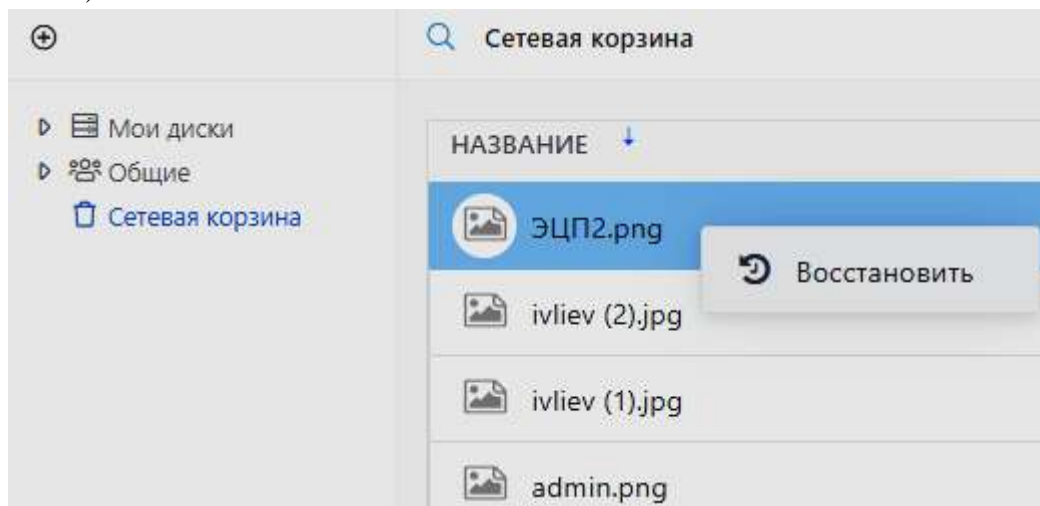 Сетевая корзина
Мои диски
Общие
Сетевая корзина
НАЗВАНИЕ
ЭЦП2.png
Восстановить
ivliev (2).jpg
ivliev (1).jpg
admin.png